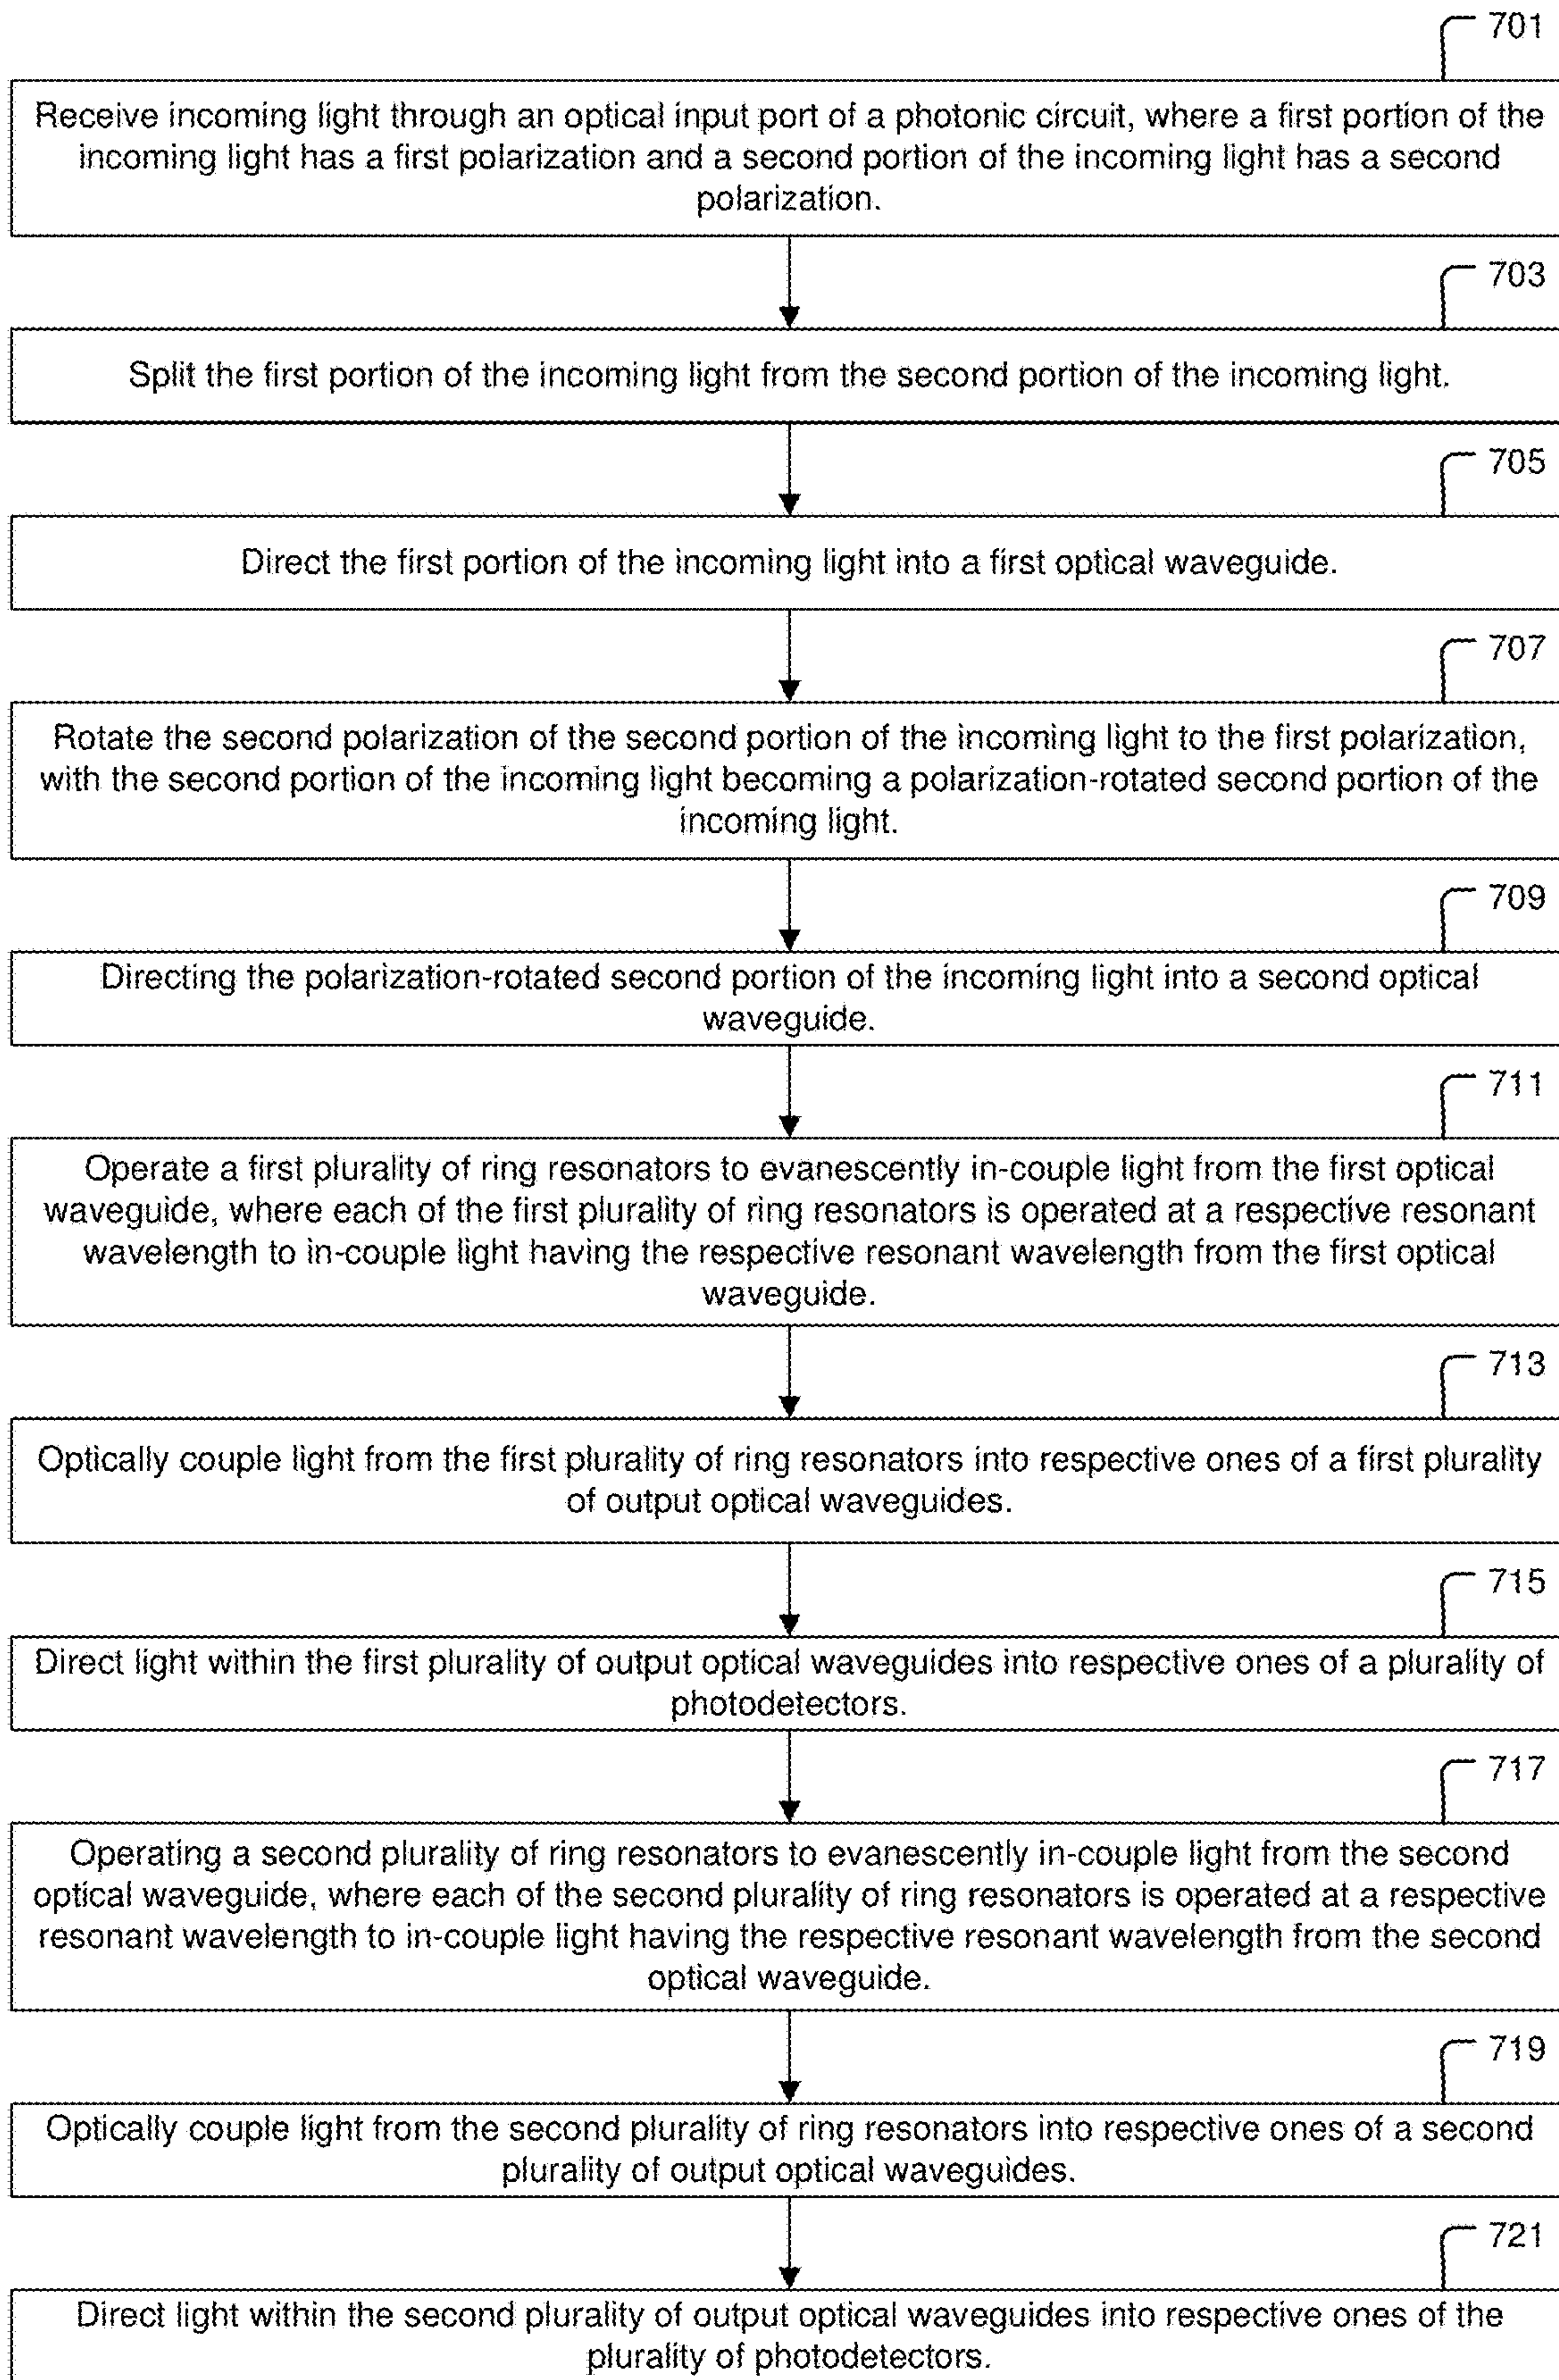 701
Receive incoming light through an optical input port of a photonic circuit, where a first portion of the
incoming light has a first polarization and a second portion of the incoming light has a second
polarization.
703
Split the first portion of the incoming light from the second portion of the incoming light.
705
Direct the first portion of the incoming light into a first optical waveguide.
707
Rotate the second polarization of the second portion of the incoming light to the first polarization,
with the second portion of the incoming light becoming a polarization-rotated second portion of the
incoming light.
709
Directing the polarization-rotated second portion of the incoming light into a second optical
waveguide.
711
Operate a first plurality of ring resonators to evanescently in-couple light from the first optical
waveguide, where each of the first plurality of ring resonators is operated at a respective resonant
wavelength to in-couple light having the respective resonant wavelength from the first optical
waveguide.
713
Optically couple light from the first plurality of ring resonators into respective ones of a first plurality
of output optical waveguides.
715
Direct light within the first plurality of output optical waveguides into respective ones of a plurality of
photodetectors.
717
Operating a second plurality of ring resonators to evanescently in-couple light from the second
optical waveguide, where each of the second plurality of ring resonators is operated at a respective
resonant wavelength to in-couple light having the respective resonant wavelength from the second
optical waveguide.
719
Optically couple light from the second plurality of ring resonators into respective ones of a second
plurality of output optical waveguides.
721
Direct light within the second plurality of output optical waveguides into respective ones of the
plurality of photodetectors.